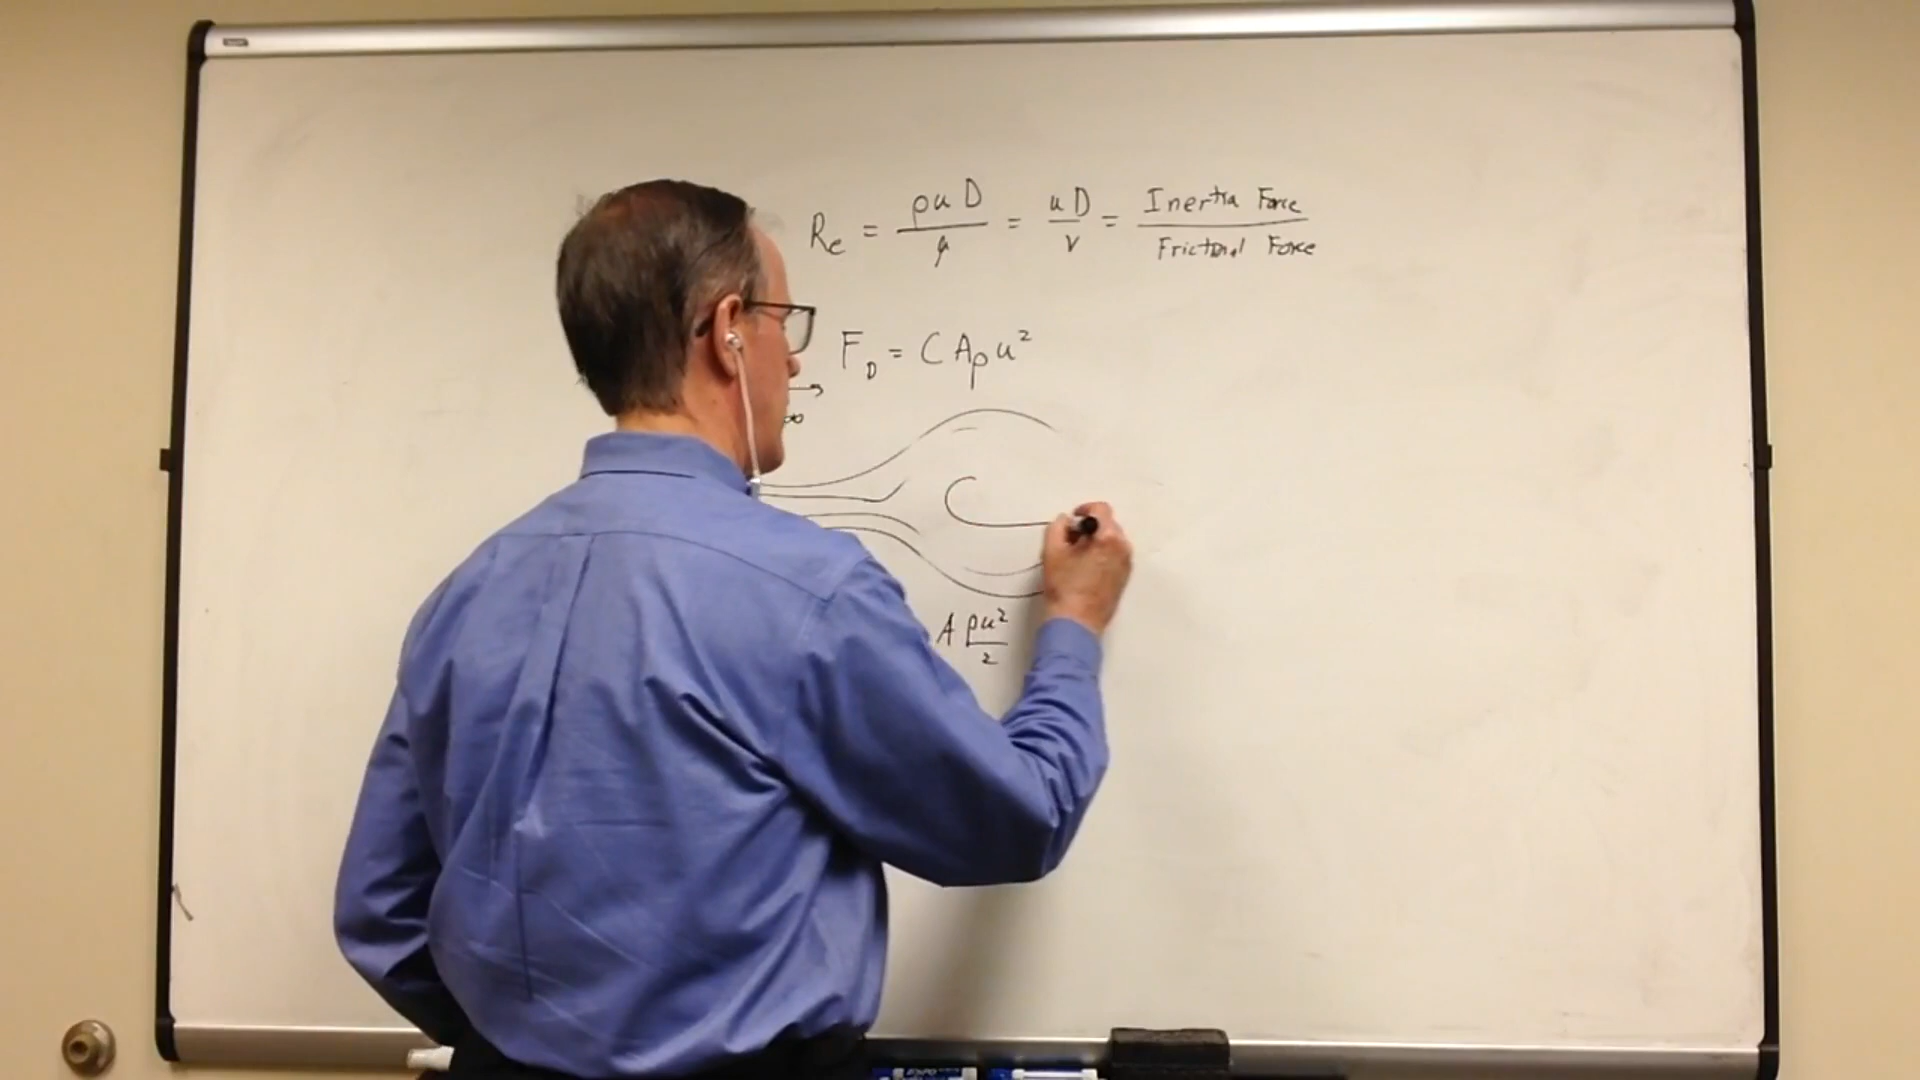 Re = ρuD/μ = uD/ν = Inertia Force/Frictional Force
F_D = C A ρ u²
∞
A ρu²/2